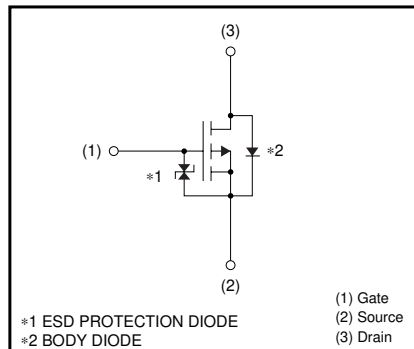 (3)
(1)
∗2
∗1
(2)
∗1 ESD PROTECTION DIODE
∗2 BODY DIODE
(1) Gate
(2) Source
(3) Drain